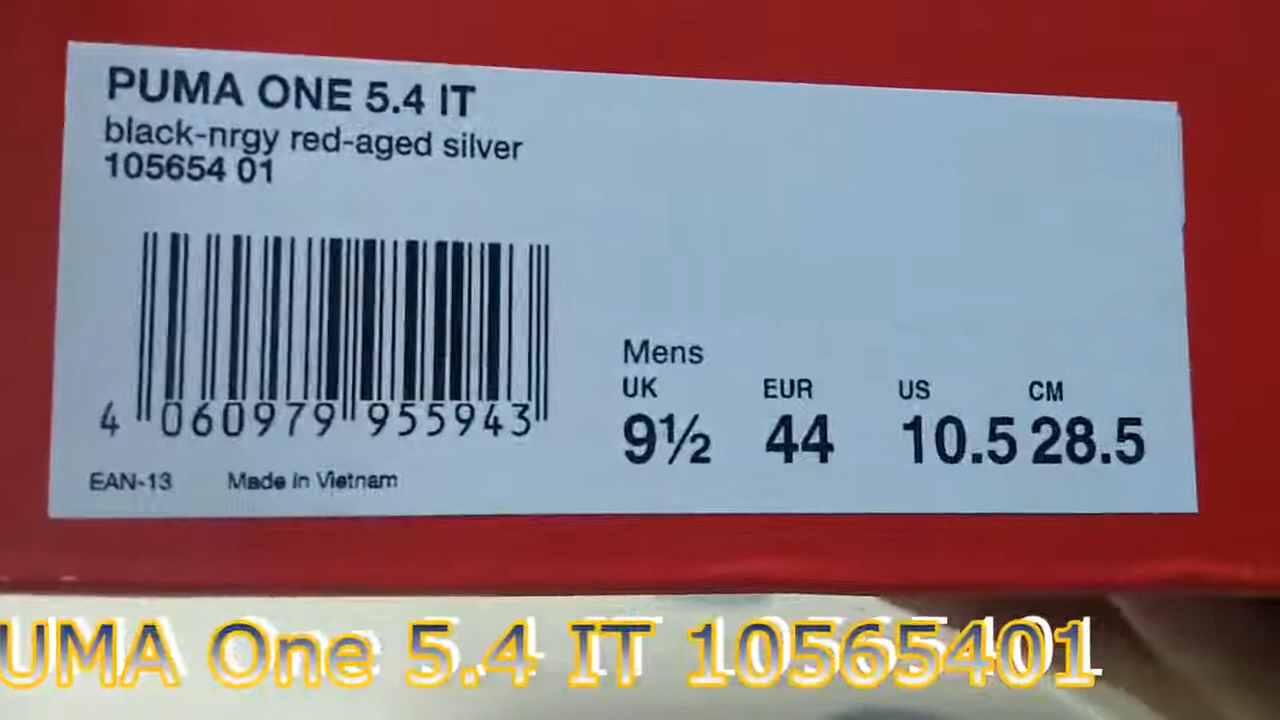 PUMA ONE 5.4 IT
black-nrgy red-aged silver
105654 01
4 060979 955943
EAN-13 Made in Vietnam
Mens
UK EUR US CM
9½ 44 10.5 28.5
UMA One 5.4 IT 10565401